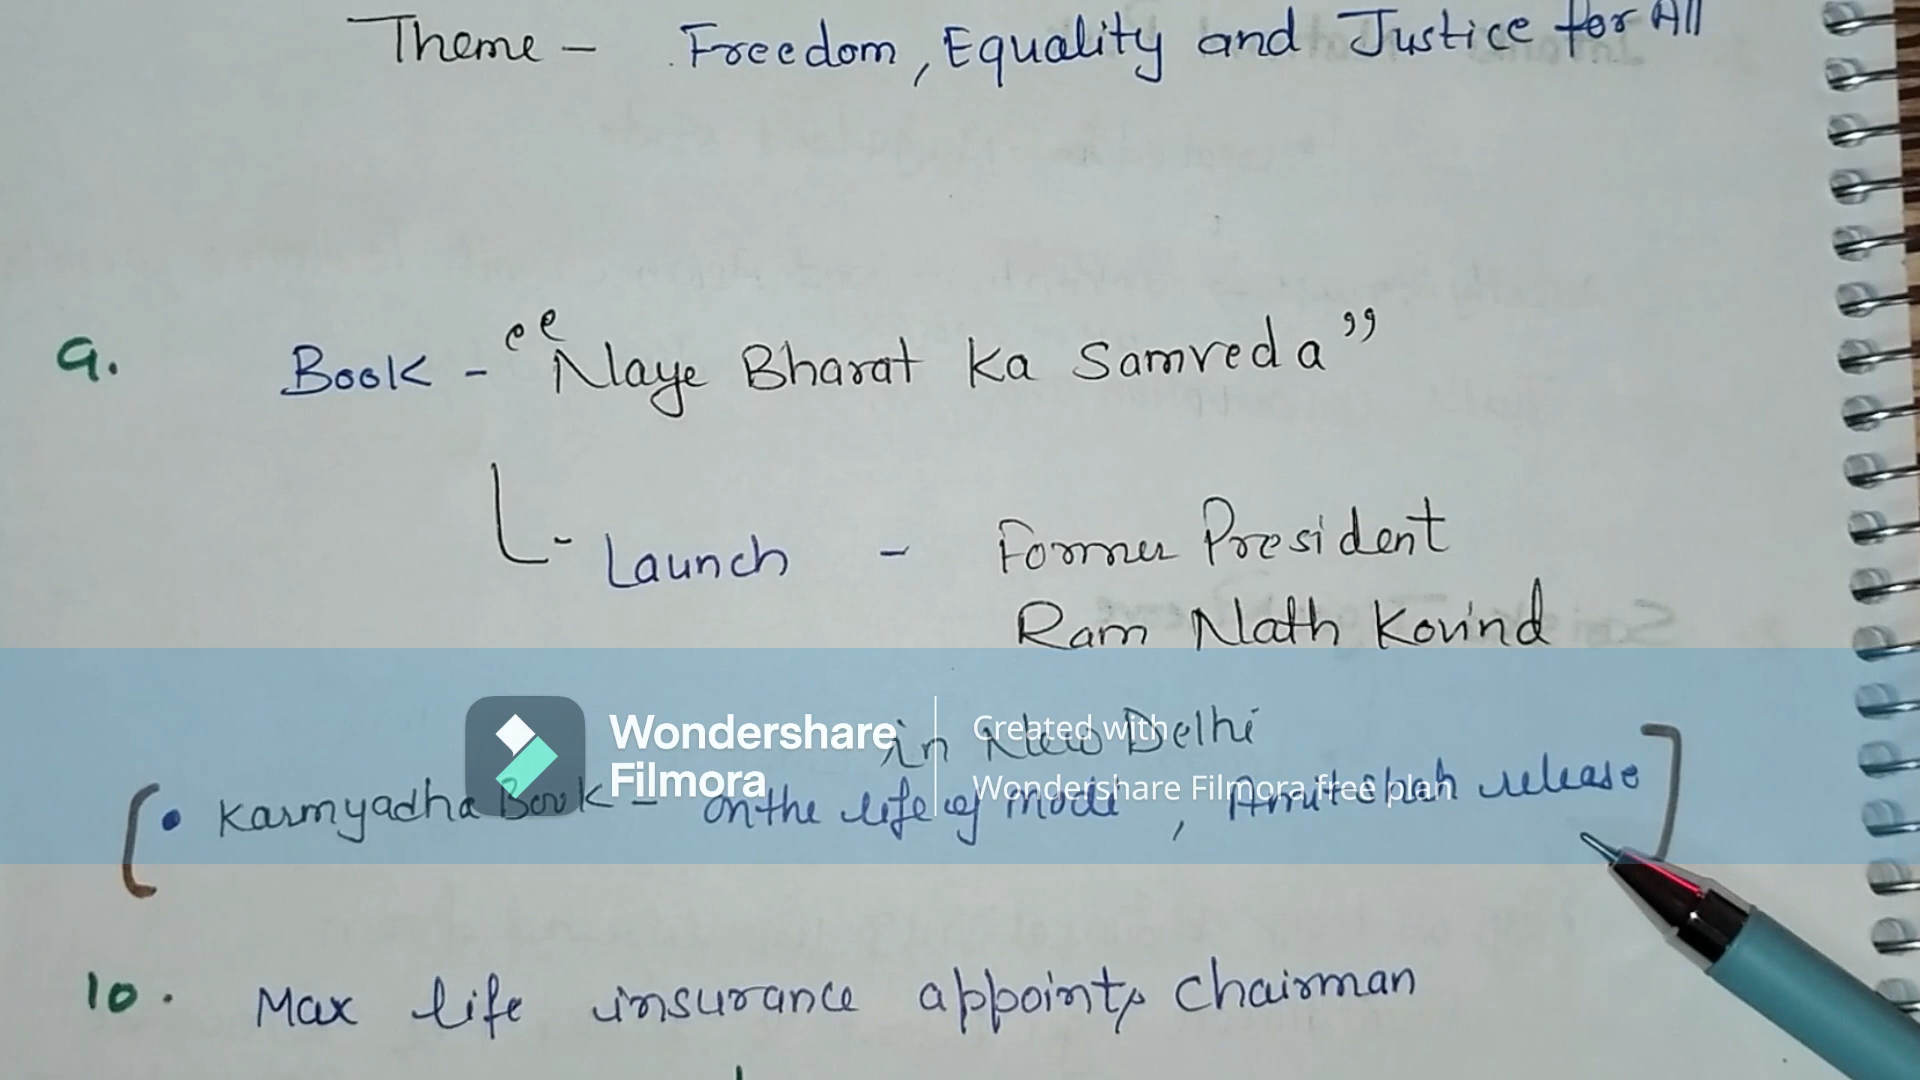 Theme - Freedom, Equality and Justice for All
9. Book - "Naye Bharat Ka Samveda"
Launch - Former President
Ram Nath Kovind
in New Delhi
[• Karmyadha Book - on the life of modi, Amitshah release]
Wondershare
Filmora
Created with
Wondershare Filmora free plan
10. Max life insurance appoints chairman